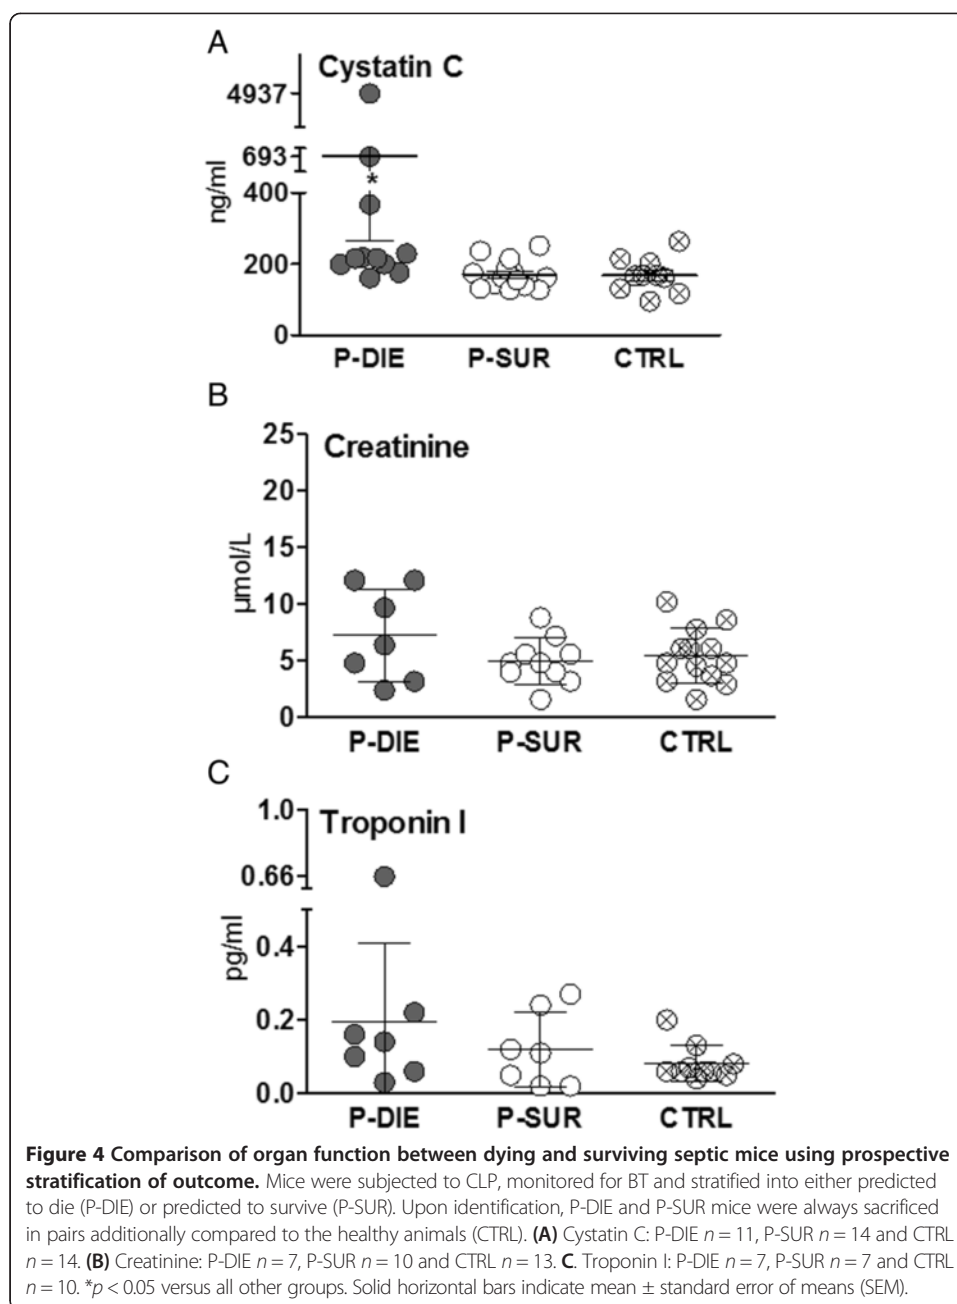 A
Cystatin C
4937
693
*
400
200
0
ng/ml
P-DIE P-SUR CTRL
B
Creatinine
25
20
15
10
5
0
µmol/L
P-DIE P-SUR CTRL
C
Troponin I
1.0
0.66
0.4
0.2
0.0
pg/ml
P-DIE P-SUR CTRL
Figure 4 Comparison of organ function between dying and surviving septic mice using prospective
stratification of outcome. Mice were subjected to CLP, monitored for BT and stratified into either predicted
to die (P-DIE) or predicted to survive (P-SUR). Upon identification, P-DIE and P-SUR mice were always sacrificed
in pairs additionally compared to the healthy animals (CTRL). (A) Cystatin C: P-DIE n = 11, P-SUR n = 14 and CTRL
n = 14. (B) Creatinine: P-DIE n = 7, P-SUR n = 10 and CTRL n = 13. C. Troponin I: P-DIE n = 7, P-SUR n = 7 and CTRL
n = 10. *p < 0.05 versus all other groups. Solid horizontal bars indicate mean ± standard error of means (SEM).